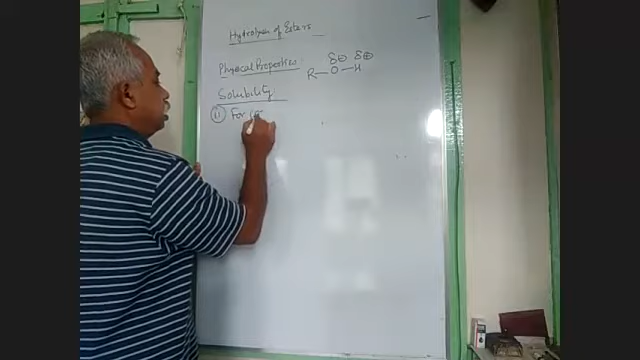 Hydrolysis of Esters
δ⊖ δ⊕
Physical Properties R—O—H
Solubility
(1) For